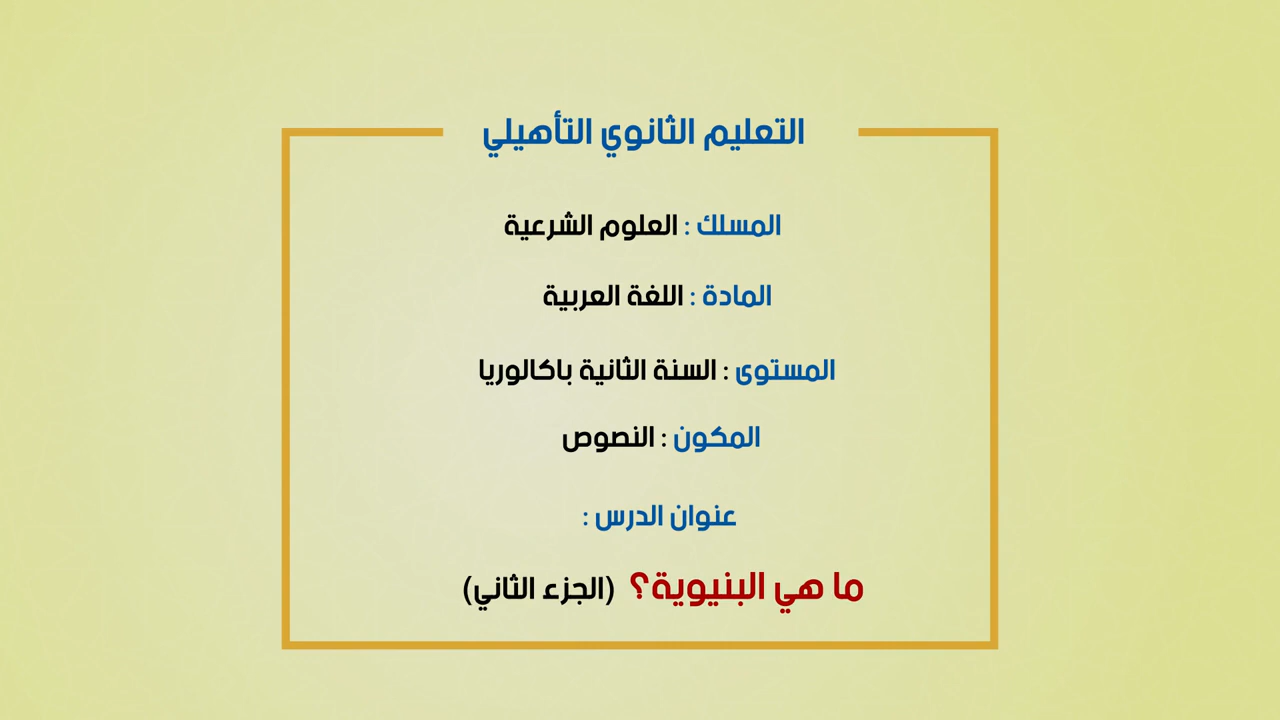 التعليم الثانوي التأهيلي
المسلك : العلوم الشرعية
المادة : اللغة العربية
المستوى : السنة الثانية باكالوريا
المكون : النصوص
عنوان الدرس :
ما هي البنيوية؟ (الجزء الثاني)